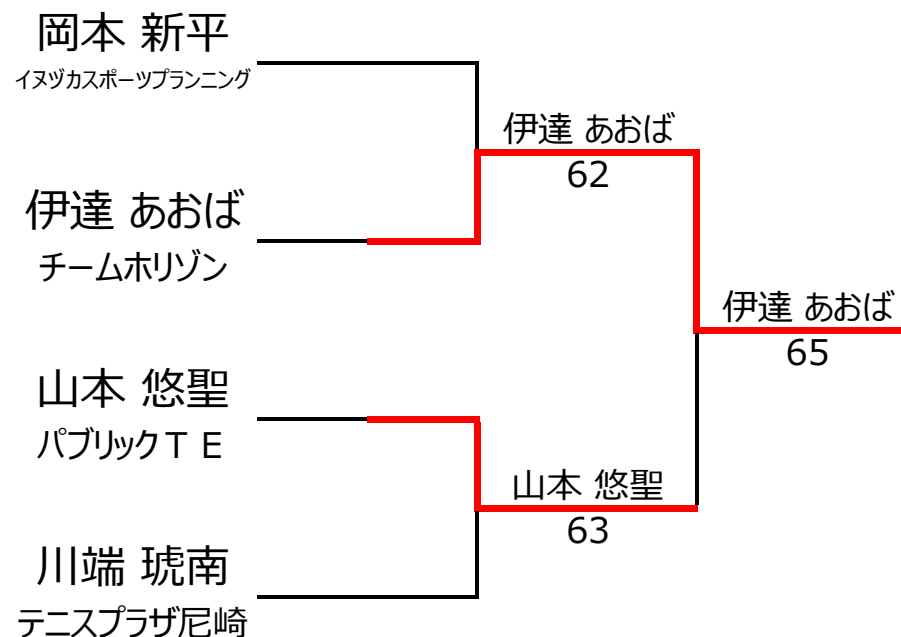 岡本 新平
イヌヅカスポーツプランニング
伊達 あおば
62
伊達 あおば
チームホリゾン
伊達 あおば
65
山本 悠聖
パブリックＴＥ
山本 悠聖
63
川端 琥南
テニスプラザ尼崎